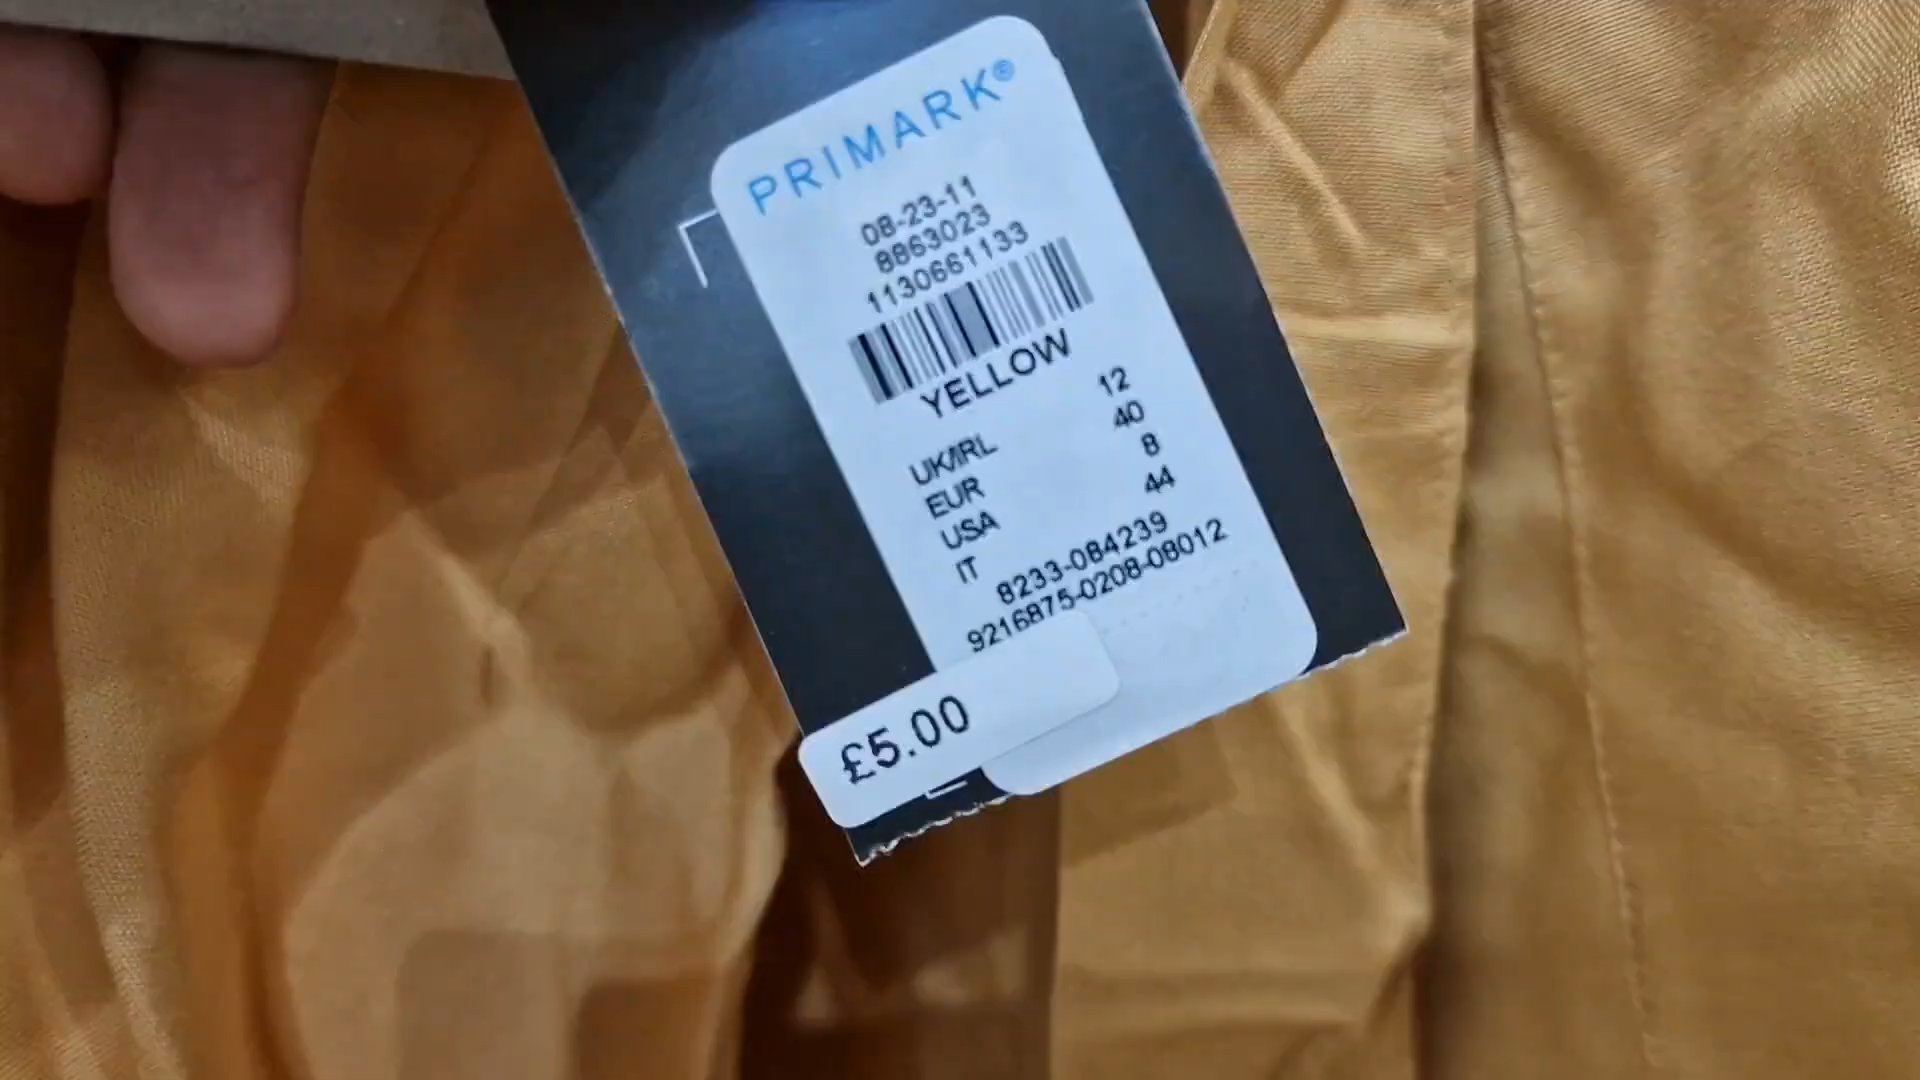 PRIMARK®
08-23-11
8863023
1130661133
YELLOW
UK/IRL 12
EUR 40
USA 8
IT 44
8233-084239
9216875-0208-08012
£5.00